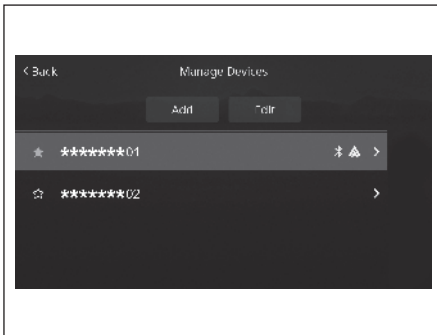 < Back Manage Devices
Add Edit
★ *******01 >
☆ *******02 >